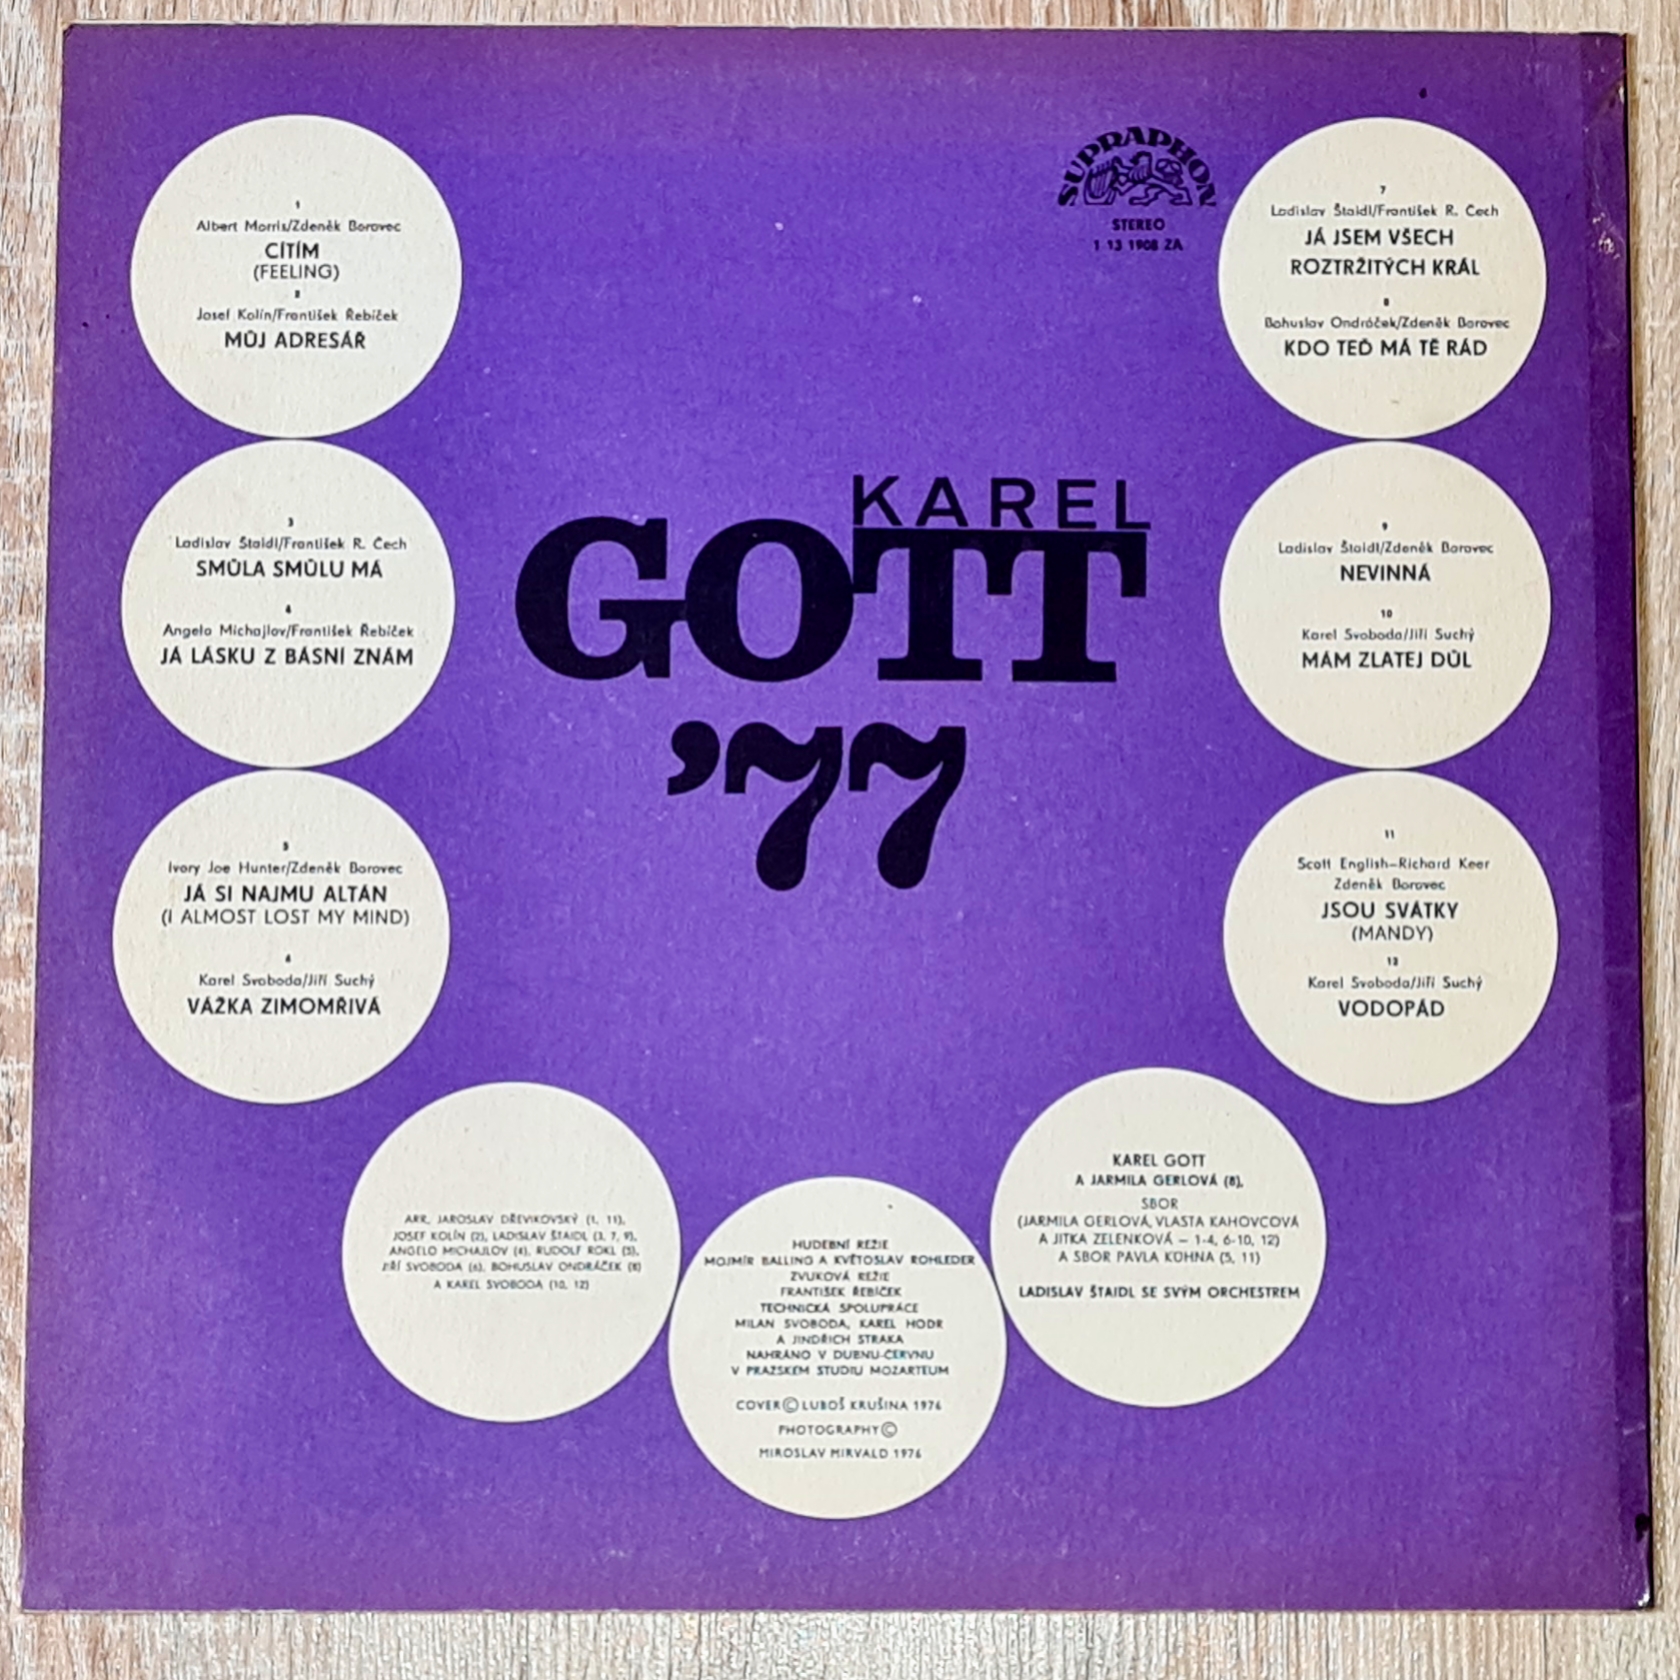 1
Albert Morris/Zdeněk Borovec
CÍTÍM
(FEELING)
2
Josef Kolín/František Řebíček
MŮJ ADRESÁŘ
3
Ladislav Štaidl/František R. Čech
SMŮLA SMŮLU MÁ
4
Angelo Michajlov/František Řebíček
JÁ LÁSKU Z BÁSNÍ ZNÁM
5
Ivory Joe Hunter/Zdeněk Borovec
JÁ SI NAJMU ALTÁN
(I ALMOST LOST MY MIND)
6
Karel Svoboda/Jiří Suchý
VÁŽKA ZIMOMŘIVÁ
SUPRAPHON
STEREO
1 13 1908 ZA
KAREL
GOTT
'77
7
Ladislav Štaidl/František R. Čech
JÁ JSEM VŠECH
ROZTRŽITÝCH KRÁL
8
Bohuslav Ondráček/Zdeněk Borovec
KDO TEĎ MÁ TĚ RÁD
9
Ladislav Štaidl/Zdeněk Borovec
NEVINNÁ
10
Karel Svoboda/Jiří Suchý
MÁM ZLATEJ DŮL
11
Scott English–Richard Keer
Zdeněk Borovec
JSOU SVÁTKY
(MANDY)
12
Karel Svoboda/Jiří Suchý
VODOPÁD
ARR. JAROSLAV DŘEVIKOVSKÝ (1, 11),
JOSEF KOLÍN (2), LADISLAV ŠTAIDL (3, 7, 9),
ANGELO MICHAJLOV (4), RUDOLF ROKL (5),
JIŘÍ SVOBODA (6), BOHUSLAV ONDRÁČEK (8)
A KAREL SVOBODA (10, 12)
HUDEBNÍ REŽIE
MOJMÍR BALLING A KVĚTOSLAV ROHLEDER
ZVUKOVÁ REŽIE
FRANTIŠEK ŘEBÍČEK
TECHNICKÁ SPOLUPRÁCE
MILAN SVOBODA, KAREL HODR
A JINDŘICH STRAKA
NAHRÁNO V DUBNU-ČERVNU
V PRAŽSKÉM STUDIU MOZARTEUM
COVER © LUBOŠ KRUŠINA 1976
PHOTOGRAPHY ©
MIROSLAV MIRVALD 1976
KAREL GOTT
A JARMILA GERLOVÁ (8),
SBOR
(JARMILA GERLOVÁ, VLASTA KAHOVCOVÁ
A JITKA ZELENKOVÁ – 1-4, 6-10, 12)
A SBOR PAVLA KÜHNA (5, 11)
LADISLAV ŠTAIDL SE SVÝM ORCHESTREM